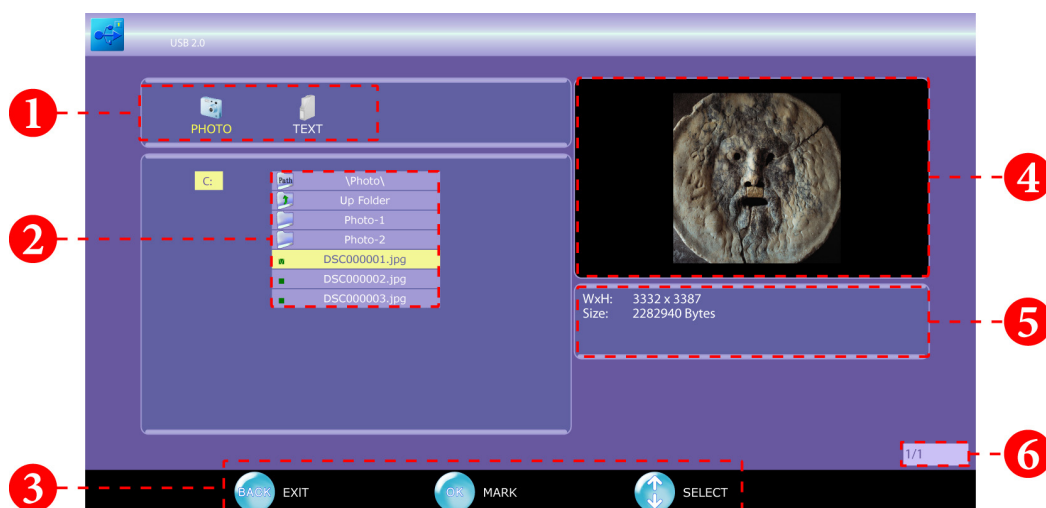 USB 2.0
1
PHOTO
TEXT
C:
Path
\Photo\
Up Folder
Photo-1
Photo-2
DSC000001.jpg
DSC000002.jpg
DSC000003.jpg
2
4
WxH: 3332 x 3387
Size: 2282940 Bytes
5
1/1
6
3
BACK EXIT
OK MARK
SELECT